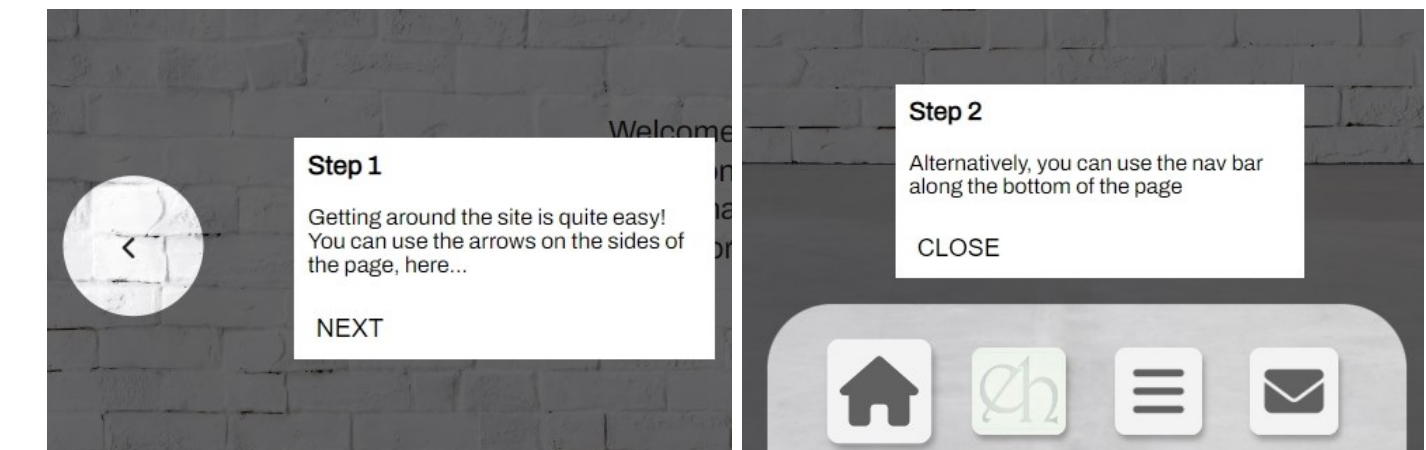 Welcome
Step 1
Getting around the site is quite easy!
You can use the arrows on the sides of
the page, here...
NEXT
Step 2
Alternatively, you can use the nav bar
along the bottom of the page
CLOSE
eh